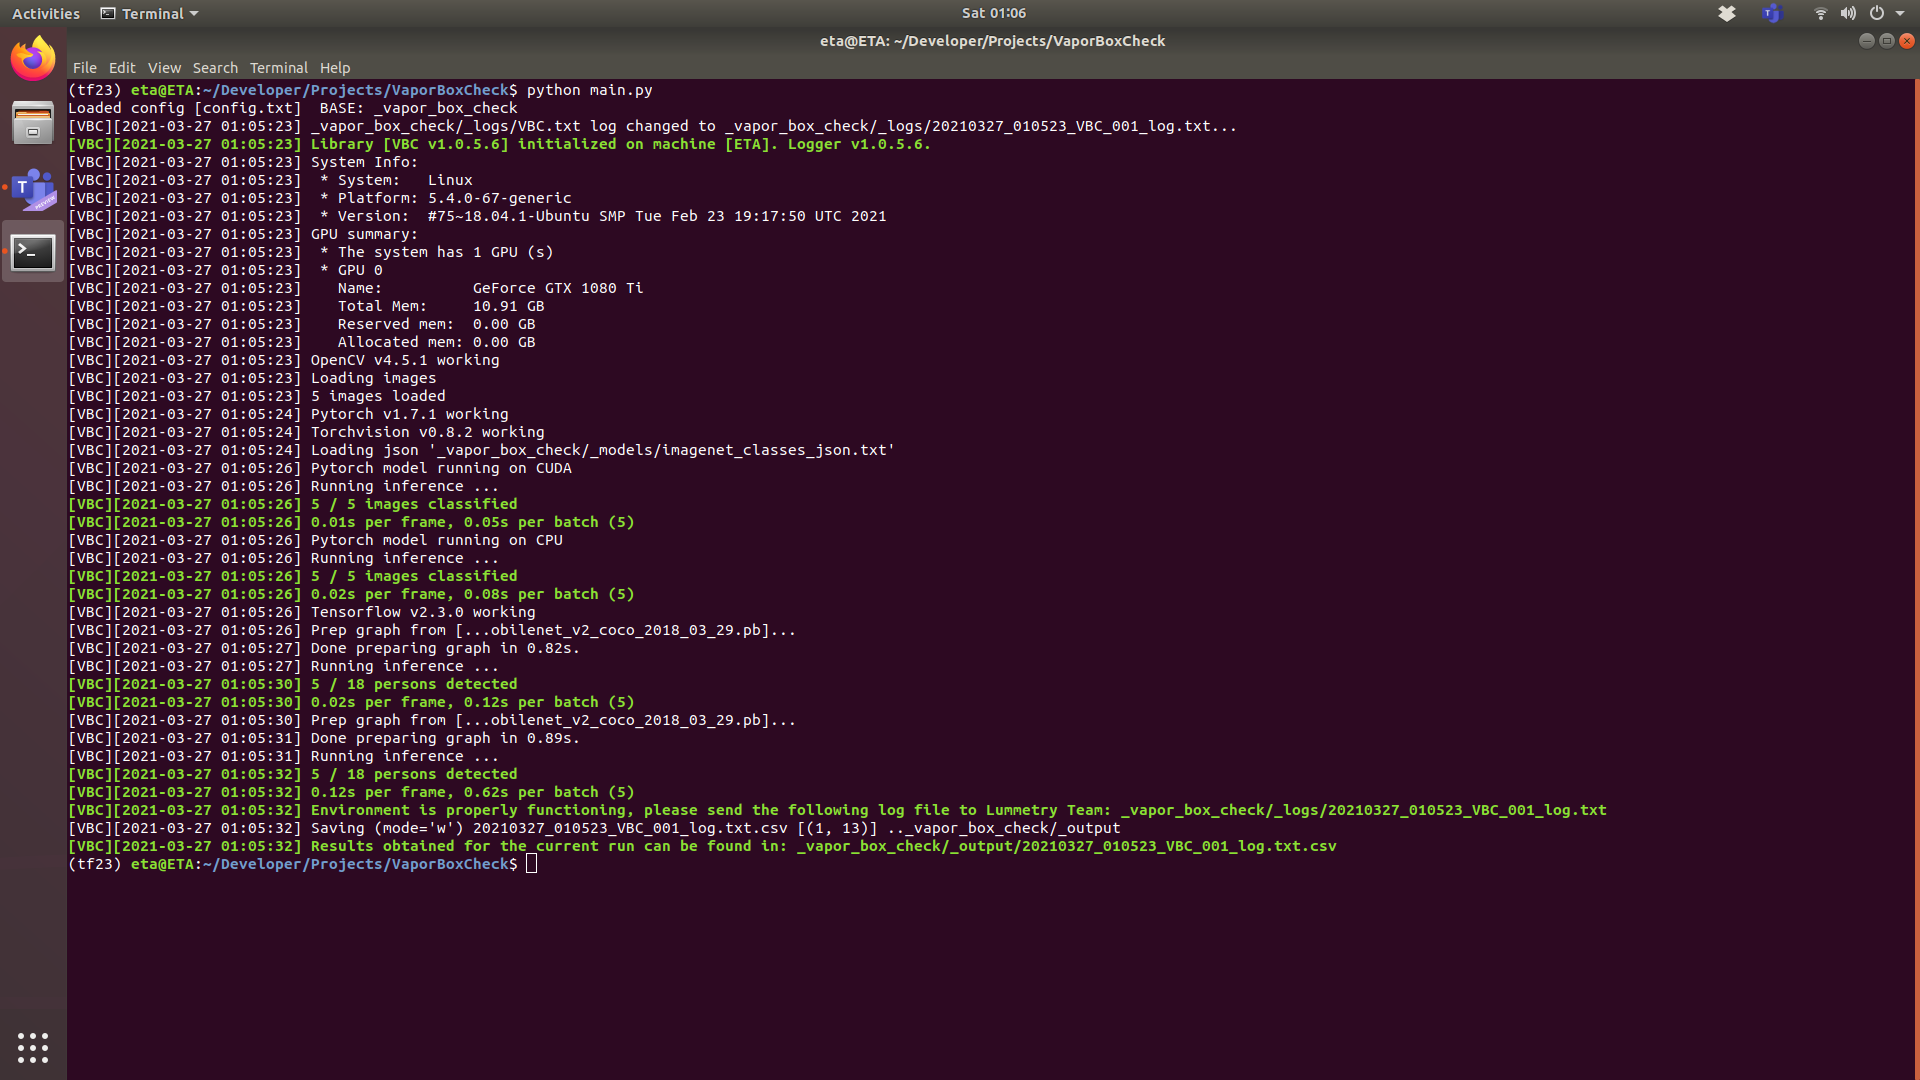 Activities Terminal Sat 01:06
eta@ETA: ~/Developer/Projects/VaporBoxCheck
File Edit View Search Terminal Help
(tf23) eta@ETA:~/Developer/Projects/VaporBoxCheck$ python main.py
Loaded config [config.txt]  BASE: _vapor_box_check
[VBC][2021-03-27 01:05:23] _vapor_box_check/_logs/VBC.txt log changed to _vapor_box_check/_logs/20210327_010523_VBC_001_log.txt...
[VBC][2021-03-27 01:05:23] Library [VBC v1.0.5.6] initialized on machine [ETA]. Logger v1.0.5.6.
[VBC][2021-03-27 01:05:23] System Info:
[VBC][2021-03-27 01:05:23]  * System:   Linux
[VBC][2021-03-27 01:05:23]  * Platform: 5.4.0-67-generic
[VBC][2021-03-27 01:05:23]  * Version:  #75~18.04.1-Ubuntu SMP Tue Feb 23 19:17:50 UTC 2021
[VBC][2021-03-27 01:05:23] GPU summary:
[VBC][2021-03-27 01:05:23]  * The system has 1 GPU (s)
[VBC][2021-03-27 01:05:23]  * GPU 0
[VBC][2021-03-27 01:05:23]    Name:          GeForce GTX 1080 Ti
[VBC][2021-03-27 01:05:23]    Total Mem:     10.91 GB
[VBC][2021-03-27 01:05:23]    Reserved mem:  0.00 GB
[VBC][2021-03-27 01:05:23]    Allocated mem: 0.00 GB
[VBC][2021-03-27 01:05:23] OpenCV v4.5.1 working
[VBC][2021-03-27 01:05:23] Loading images
[VBC][2021-03-27 01:05:23] 5 images loaded
[VBC][2021-03-27 01:05:24] Pytorch v1.7.1 working
[VBC][2021-03-27 01:05:24] Torchvision v0.8.2 working
[VBC][2021-03-27 01:05:24] Loading json '_vapor_box_check/_models/imagenet_classes_json.txt'
[VBC][2021-03-27 01:05:26] Pytorch model running on CUDA
[VBC][2021-03-27 01:05:26] Running inference ...
[VBC][2021-03-27 01:05:26] 5 / 5 images classified
[VBC][2021-03-27 01:05:26] 0.01s per frame, 0.05s per batch (5)
[VBC][2021-03-27 01:05:26] Pytorch model running on CPU
[VBC][2021-03-27 01:05:26] Running inference ...
[VBC][2021-03-27 01:05:26] 5 / 5 images classified
[VBC][2021-03-27 01:05:26] 0.02s per frame, 0.08s per batch (5)
[VBC][2021-03-27 01:05:26] Tensorflow v2.3.0 working
[VBC][2021-03-27 01:05:26] Prep graph from [...obilenet_v2_coco_2018_03_29.pb]...
[VBC][2021-03-27 01:05:27] Done preparing graph in 0.82s.
[VBC][2021-03-27 01:05:27] Running inference ...
[VBC][2021-03-27 01:05:30] 5 / 18 persons detected
[VBC][2021-03-27 01:05:30] 0.02s per frame, 0.12s per batch (5)
[VBC][2021-03-27 01:05:30] Prep graph from [...obilenet_v2_coco_2018_03_29.pb]...
[VBC][2021-03-27 01:05:31] Done preparing graph in 0.89s.
[VBC][2021-03-27 01:05:31] Running inference ...
[VBC][2021-03-27 01:05:32] 5 / 18 persons detected
[VBC][2021-03-27 01:05:32] 0.12s per frame, 0.62s per batch (5)
[VBC][2021-03-27 01:05:32] Environment is properly functioning, please send the following log file to Lummetry Team: _vapor_box_check/_logs/20210327_010523_VBC_001_log.txt
[VBC][2021-03-27 01:05:32] Saving (mode='w') 20210327_010523_VBC_001_log.txt.csv [(1, 13)] .._vapor_box_check/_output
[VBC][2021-03-27 01:05:32] Results obtained for the current run can be found in: _vapor_box_check/_output/20210327_010523_VBC_001_log.txt.csv
(tf23) eta@ETA:~/Developer/Projects/VaporBoxCheck$